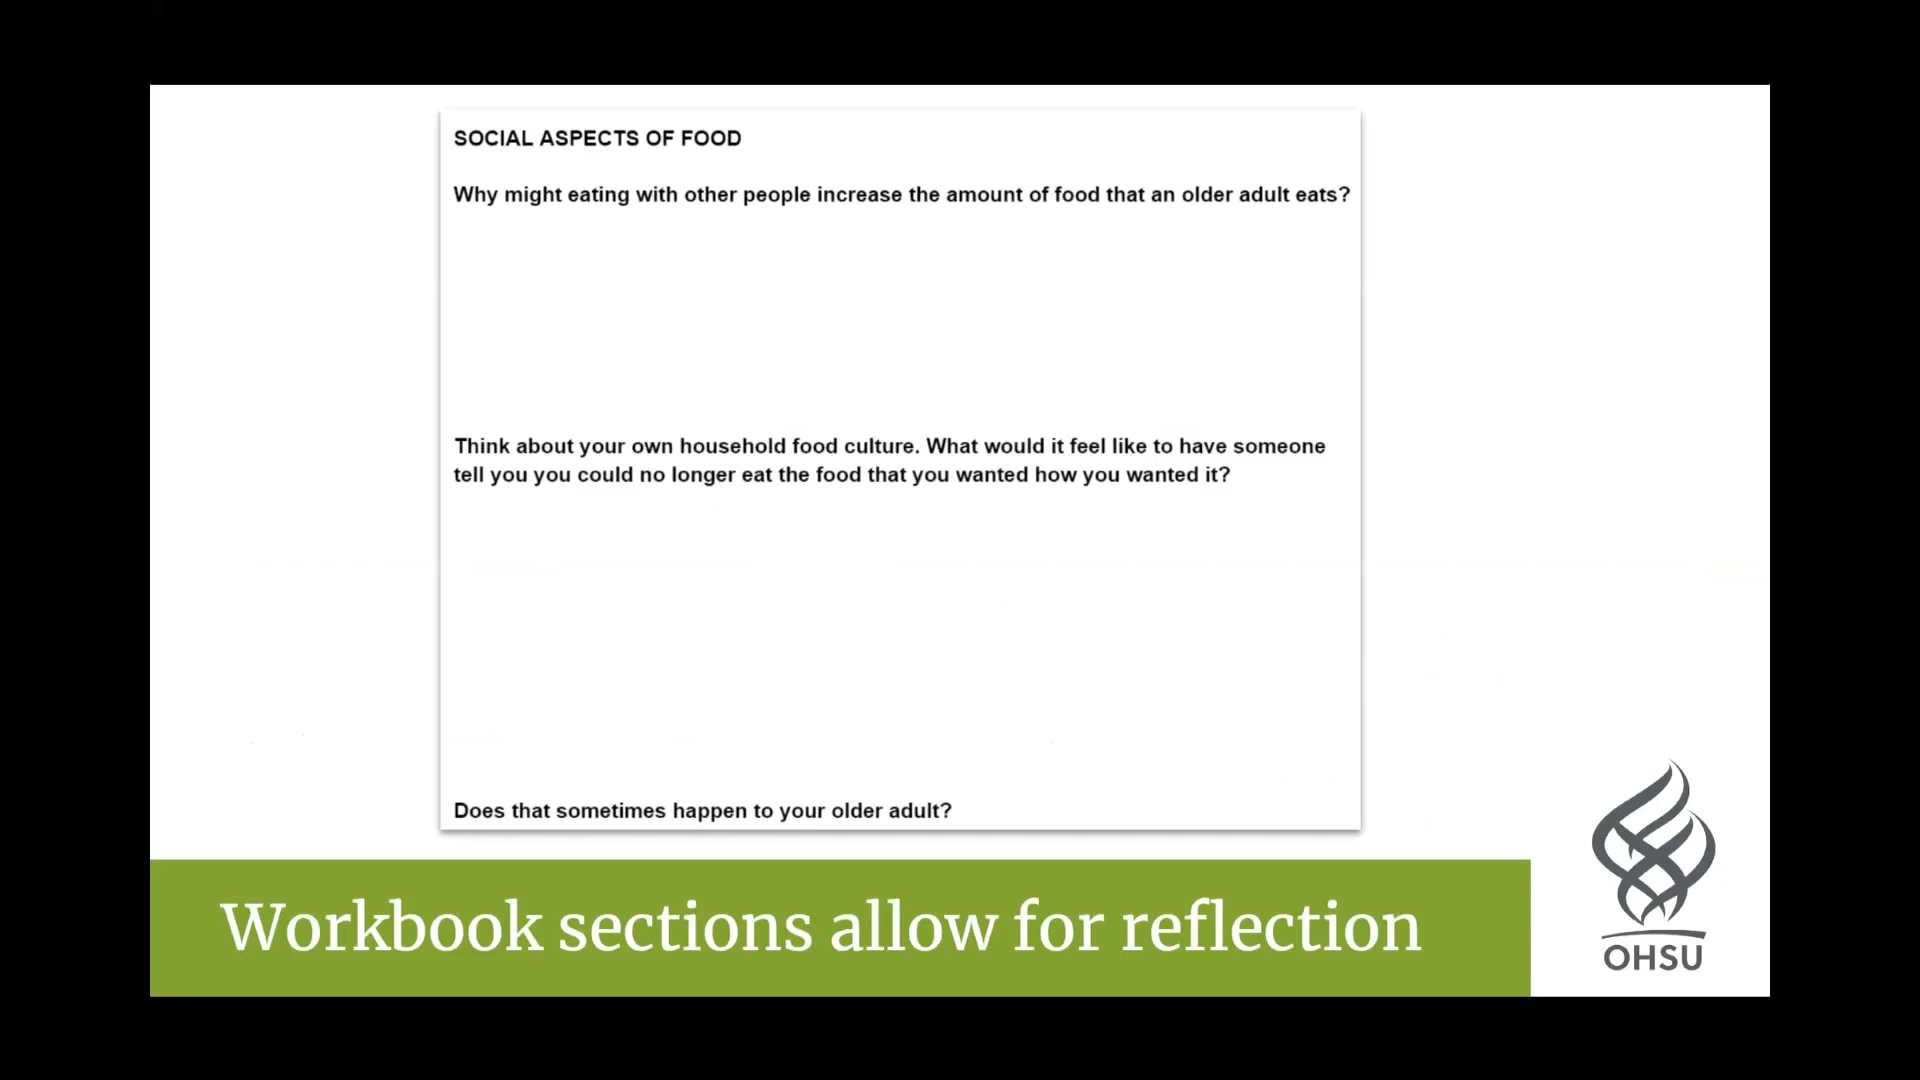 SOCIAL ASPECTS OF FOOD
Why might eating with other people increase the amount of food that an older adult eats?
Think about your own household food culture. What would it feel like to have someone
tell you you could no longer eat the food that you wanted how you wanted it?
Does that sometimes happen to your older adult?
Workbook sections allow for reflection
OHSU